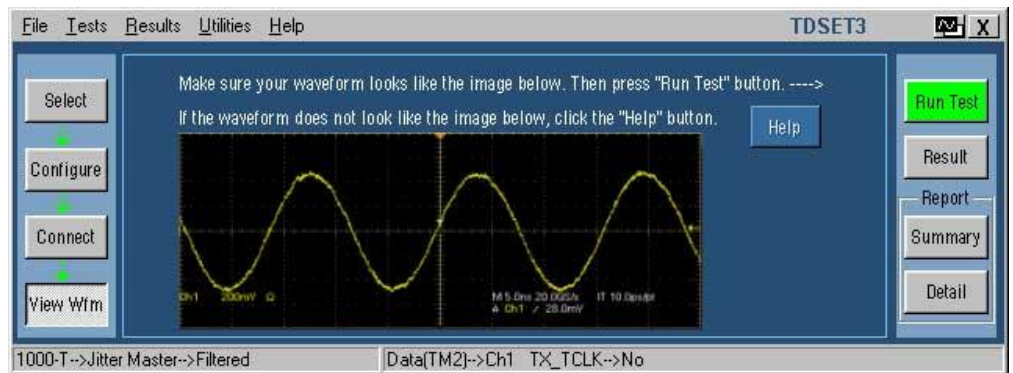 File Tests Results Utilities Help TDSET3 X
Make sure your waveform looks like the image below. Then press "Run Test" button. ---->
If the waveform does not look like the image below, click the "Help" button.
Help
Select
Configure
Connect
View Wfm
Run Test
Result
Report
Summary
Detail
Ch1 200mV Ω
M 5.0ns 20.0GS/s IT 10.0ps/pt
A Ch1 / 28.0mV
1000-T-->Jitter Master-->Filtered
Data(TM2)-->Ch1 TX_TCLK-->No